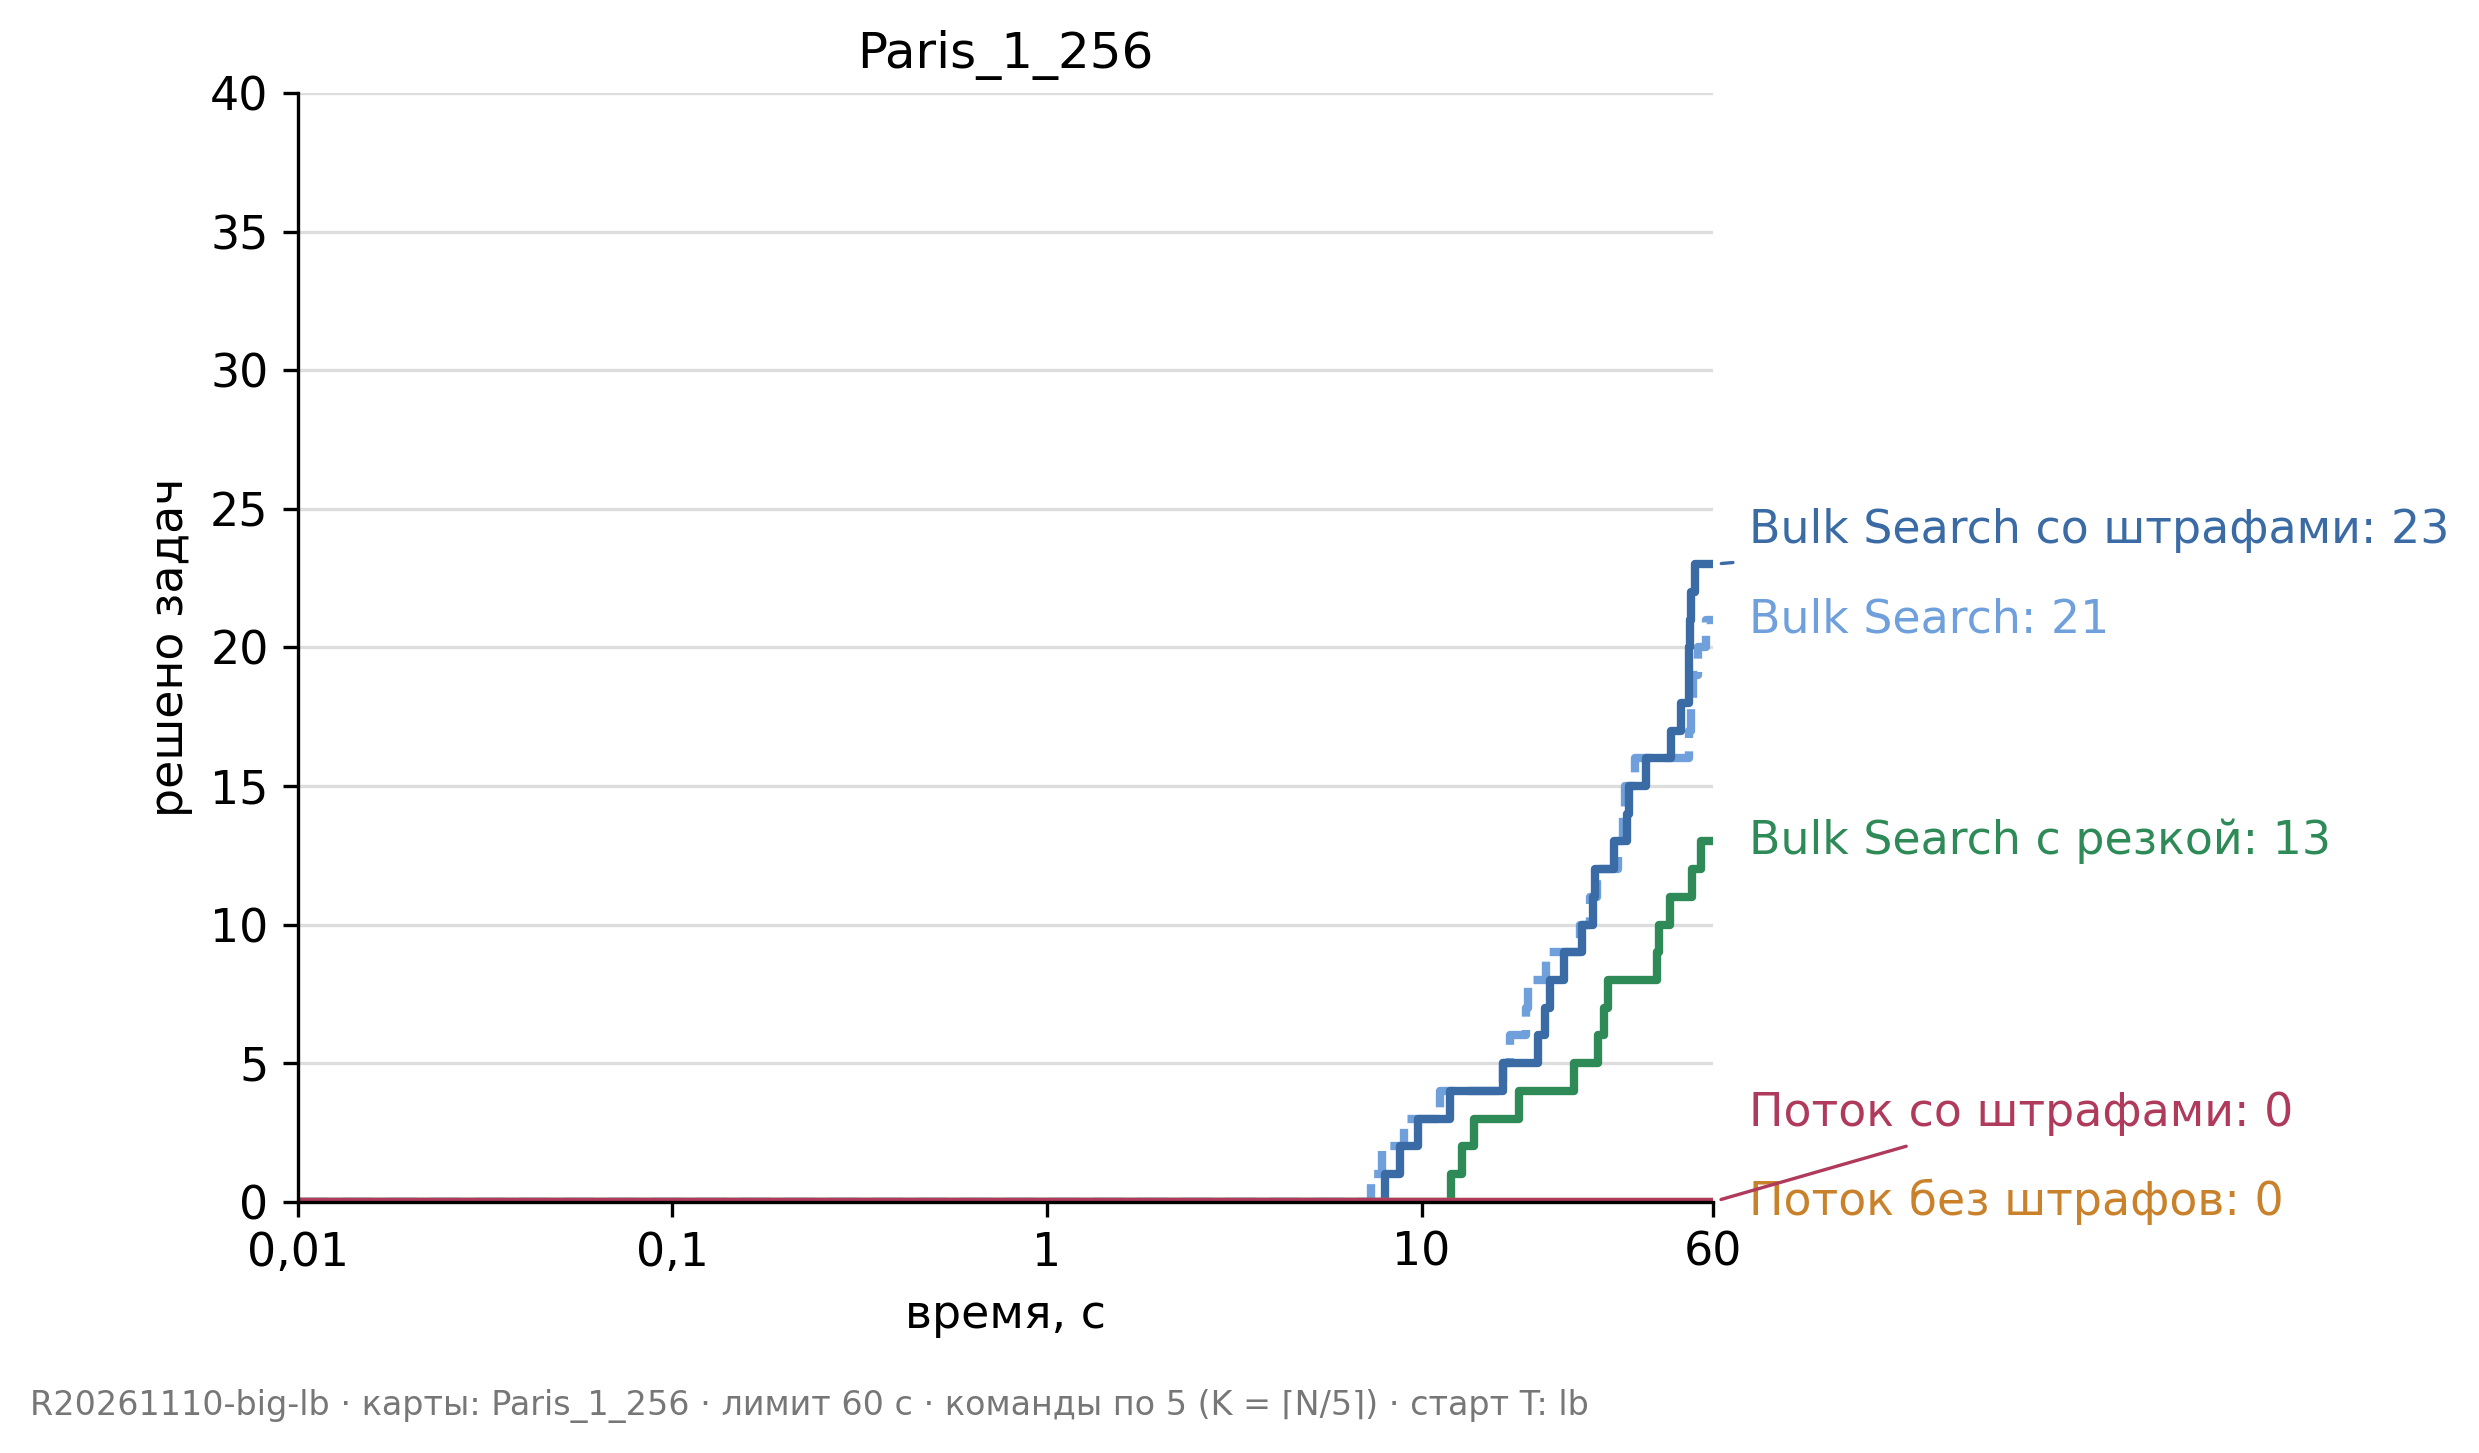 Paris_1_256
40
35
30
25
20
15
10
5
0
решено задач
0,01
0,1
1
10
60
время, с
Bulk Search со штрафами: 23
Bulk Search: 21
Bulk Search с резкой: 13
Поток со штрафами: 0
Поток без штрафов: 0
R20261110-big-lb · карты: Paris_1_256 · лимит 60 с · команды по 5 (K = ⌈N/5⌉) · старт T: lb